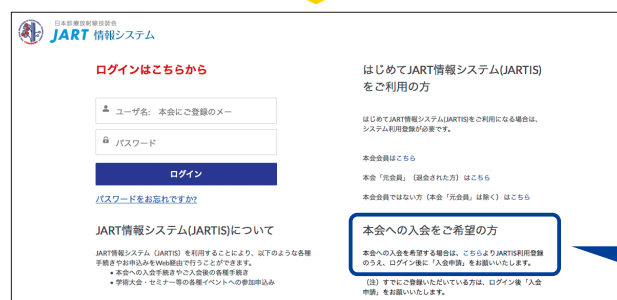 日本診療放射線技師会
JART 情報システム
ログインはこちらから
ユーザ名: 本会にご登録のメー
パスワード
ログイン
パスワードをお忘れですか?
JART情報システム(JARTIS)について
JART情報システム（JARTIS）を利用することにより、以下のような各種
手続きやお申込みをWeb経由で行うことができます。
• 本会への入会手続きやご入会後の各種手続き
• 学術大会・セミナー等の各種イベントへの参加申込み
はじめてJART情報システム(JARTIS)
をご利用の方
はじめてJART情報システム(JARTIS)をご利用になる場合は、
システム利用登録が必要です。
本会会員はこちら
本会「元会員」（退会された方）はこちら
本会会員ではない方（本会「元会員」は除く）はこちら
本会への入会をご希望の方
本会への入会を希望する場合は、こちらよりJARTIS利用登録
のうえ、ログイン後に「入会申請」をお願いいたします。
（注）すでにご登録いただいている方は、ログイン後「入会
申請」をお願いいたします。